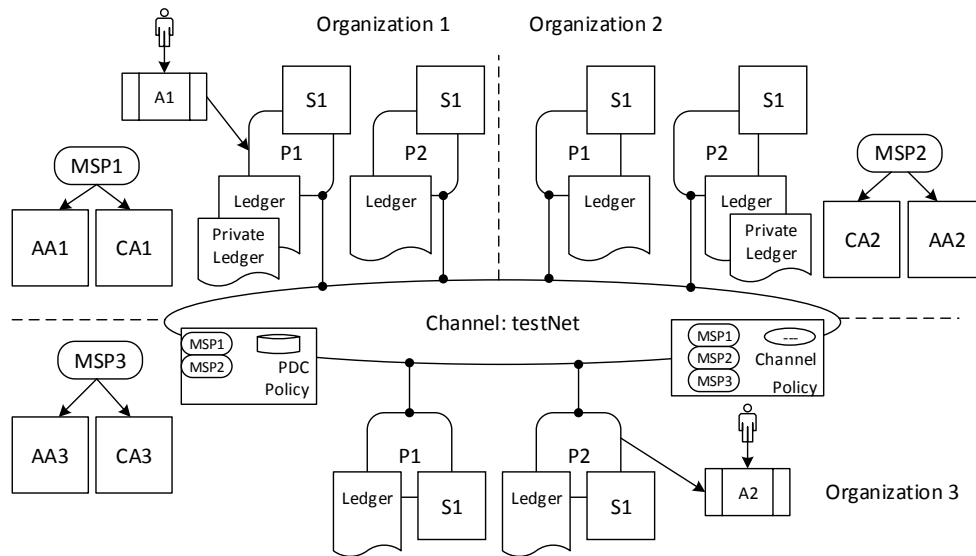 Organization 1
Organization 2
A1
S1
S1
S1
S1
P1
P2
P1
P2
MSP1
MSP2
Ledger
Ledger
Ledger
Ledger
Private
Ledger
Private
Ledger
AA1
CA1
CA2
AA2
Channel: testNet
MSP1
MSP2
PDC
Policy
MSP1
MSP2
MSP3
---
Channel
Policy
MSP3
AA3
CA3
P1
P2
Ledger
S1
Ledger
S1
A2
Organization 3